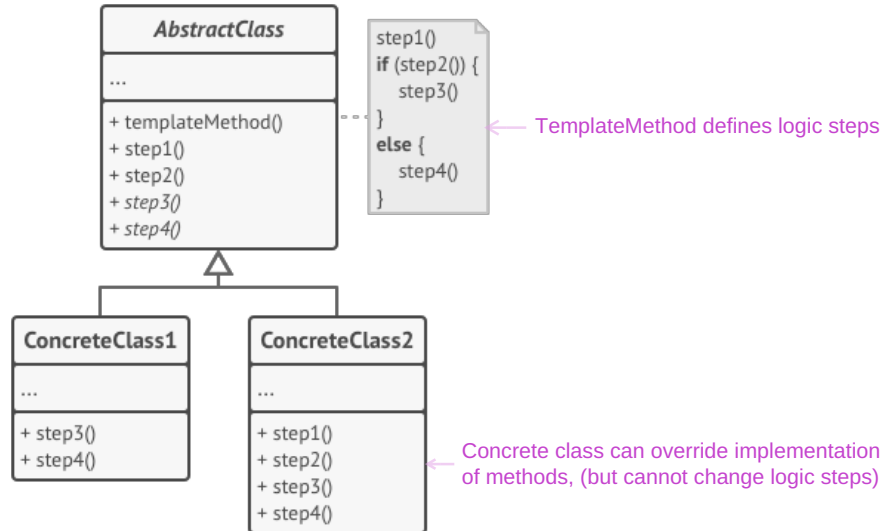 AbstractClass
...
+ templateMethod()
+ step1()
+ step2()
+ step3()
+ step4()
step1()
if (step2()) {
step3()
}
else {
step4()
}
TemplateMethod defines logic steps
ConcreteClass1
...
+ step3()
+ step4()
ConcreteClass2
...
+ step1()
+ step2()
+ step3()
+ step4()
Concrete class can override implementation
of methods, (but cannot change logic steps)